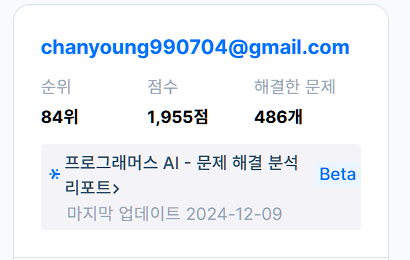 chanyoung990704@gmail.com
순위 점수 해결한 문제
84위 1,955점 486개
프로그래머스 AI - 문제 해결 분석 Beta
리포트>
마지막 업데이트 2024-12-09